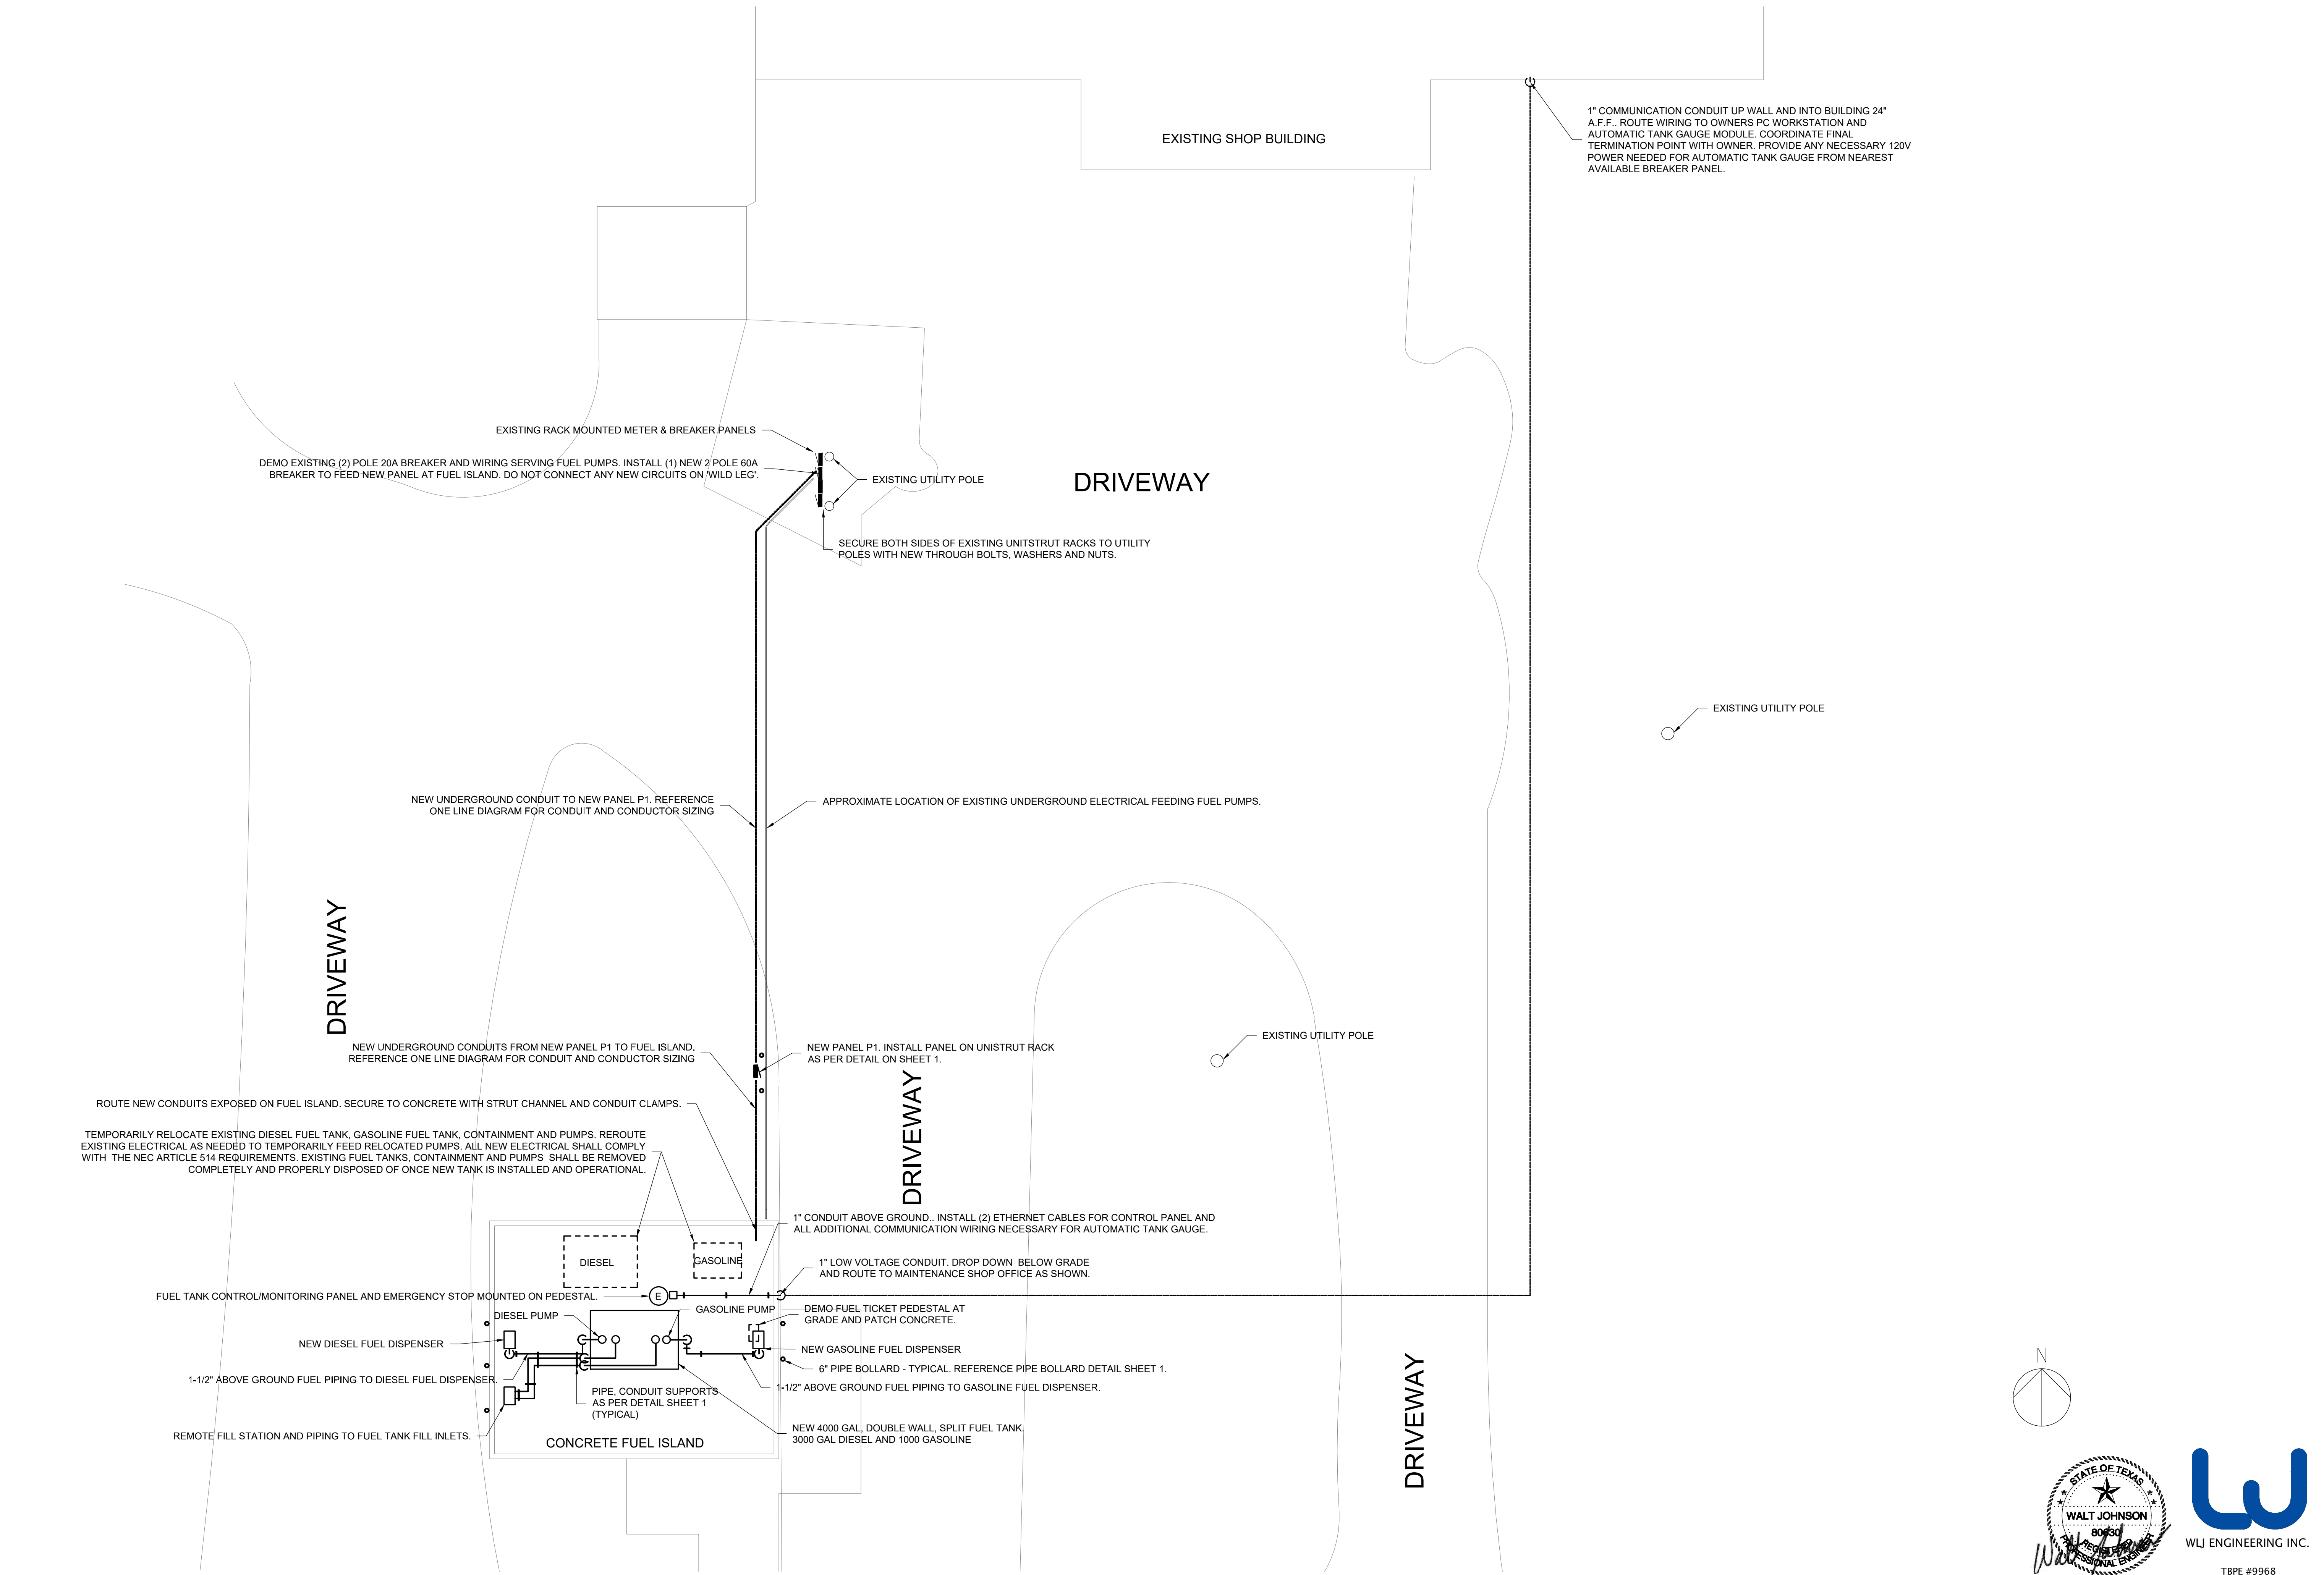 EXISTING SHOP BUILDING
1" COMMUNICATION CONDUIT UP WALL AND INTO BUILDING 24"
A.F.F.. ROUTE WIRING TO OWNERS PC WORKSTATION AND
AUTOMATIC TANK GAUGE MODULE. COORDINATE FINAL
TERMINATION POINT WITH OWNER. PROVIDE ANY NECESSARY 120V
POWER NEEDED FOR AUTOMATIC TANK GAUGE FROM NEAREST
AVAILABLE BREAKER PANEL.
EXISTING RACK MOUNTED METER & BREAKER PANELS
DEMO EXISTING (2) POLE 20A BREAKER AND WIRING SERVING FUEL PUMPS. INSTALL (1) NEW 2 POLE 60A
BREAKER TO FEED NEW PANEL AT FUEL ISLAND. DO NOT CONNECT ANY NEW CIRCUITS ON 'WILD LEG'.
EXISTING UTILITY POLE
DRIVEWAY
SECURE BOTH SIDES OF EXISTING UNITSTRUT RACKS TO UTILITY
POLES WITH NEW THROUGH BOLTS, WASHERS AND NUTS.
EXISTING UTILITY POLE
NEW UNDERGROUND CONDUIT TO NEW PANEL P1. REFERENCE
ONE LINE DIAGRAM FOR CONDUIT AND CONDUCTOR SIZING
APPROXIMATE LOCATION OF EXISTING UNDERGROUND ELECTRICAL FEEDING FUEL PUMPS.
DRIVEWAY
EXISTING UTILITY POLE
NEW UNDERGROUND CONDUITS FROM NEW PANEL P1 TO FUEL ISLAND.
REFERENCE ONE LINE DIAGRAM FOR CONDUIT AND CONDUCTOR SIZING
NEW PANEL P1. INSTALL PANEL ON UNISTRUT RACK
AS PER DETAIL ON SHEET 1.
DRIVEWAY
ROUTE NEW CONDUITS EXPOSED ON FUEL ISLAND. SECURE TO CONCRETE WITH STRUT CHANNEL AND CONDUIT CLAMPS.
TEMPORARILY RELOCATE EXISTING DIESEL FUEL TANK, GASOLINE FUEL TANK, CONTAINMENT AND PUMPS. REROUTE
EXISTING ELECTRICAL AS NEEDED TO TEMPORARILY FEED RELOCATED PUMPS. ALL NEW ELECTRICAL SHALL COMPLY
WITH THE NEC ARTICLE 514 REQUIREMENTS. EXISTING FUEL TANKS, CONTAINMENT AND PUMPS SHALL BE REMOVED
COMPLETELY AND PROPERLY DISPOSED OF ONCE NEW TANK IS INSTALLED AND OPERATIONAL.
1" CONDUIT ABOVE GROUND.. INSTALL (2) ETHERNET CABLES FOR CONTROL PANEL AND
ALL ADDITIONAL COMMUNICATION WIRING NECESSARY FOR AUTOMATIC TANK GAUGE.
DIESEL
GASOLINE
1" LOW VOLTAGE CONDUIT. DROP DOWN BELOW GRADE
AND ROUTE TO MAINTENANCE SHOP OFFICE AS SHOWN.
FUEL TANK CONTROL/MONITORING PANEL AND EMERGENCY STOP MOUNTED ON PEDESTAL.
E
DIESEL PUMP
GASOLINE PUMP
DEMO FUEL TICKET PEDESTAL AT
GRADE AND PATCH CONCRETE.
NEW DIESEL FUEL DISPENSER
NEW GASOLINE FUEL DISPENSER
6" PIPE BOLLARD - TYPICAL. REFERENCE PIPE BOLLARD DETAIL SHEET 1.
1-1/2" ABOVE GROUND FUEL PIPING TO DIESEL FUEL DISPENSER.
1-1/2" ABOVE GROUND FUEL PIPING TO GASOLINE FUEL DISPENSER.
PIPE, CONDUIT SUPPORTS
AS PER DETAIL SHEET 1
(TYPICAL)
NEW 4000 GAL, DOUBLE WALL, SPLIT FUEL TANK.
3000 GAL DIESEL AND 1000 GASOLINE
REMOTE FILL STATION AND PIPING TO FUEL TANK FILL INLETS.
CONCRETE FUEL ISLAND
DRIVEWAY
N
STATE OF TEXAS
WALT JOHNSON
80630
REGISTERED
PROFESSIONAL ENGINEER
Walt Johnson
WLJ ENGINEERING INC.
TBPE #9968